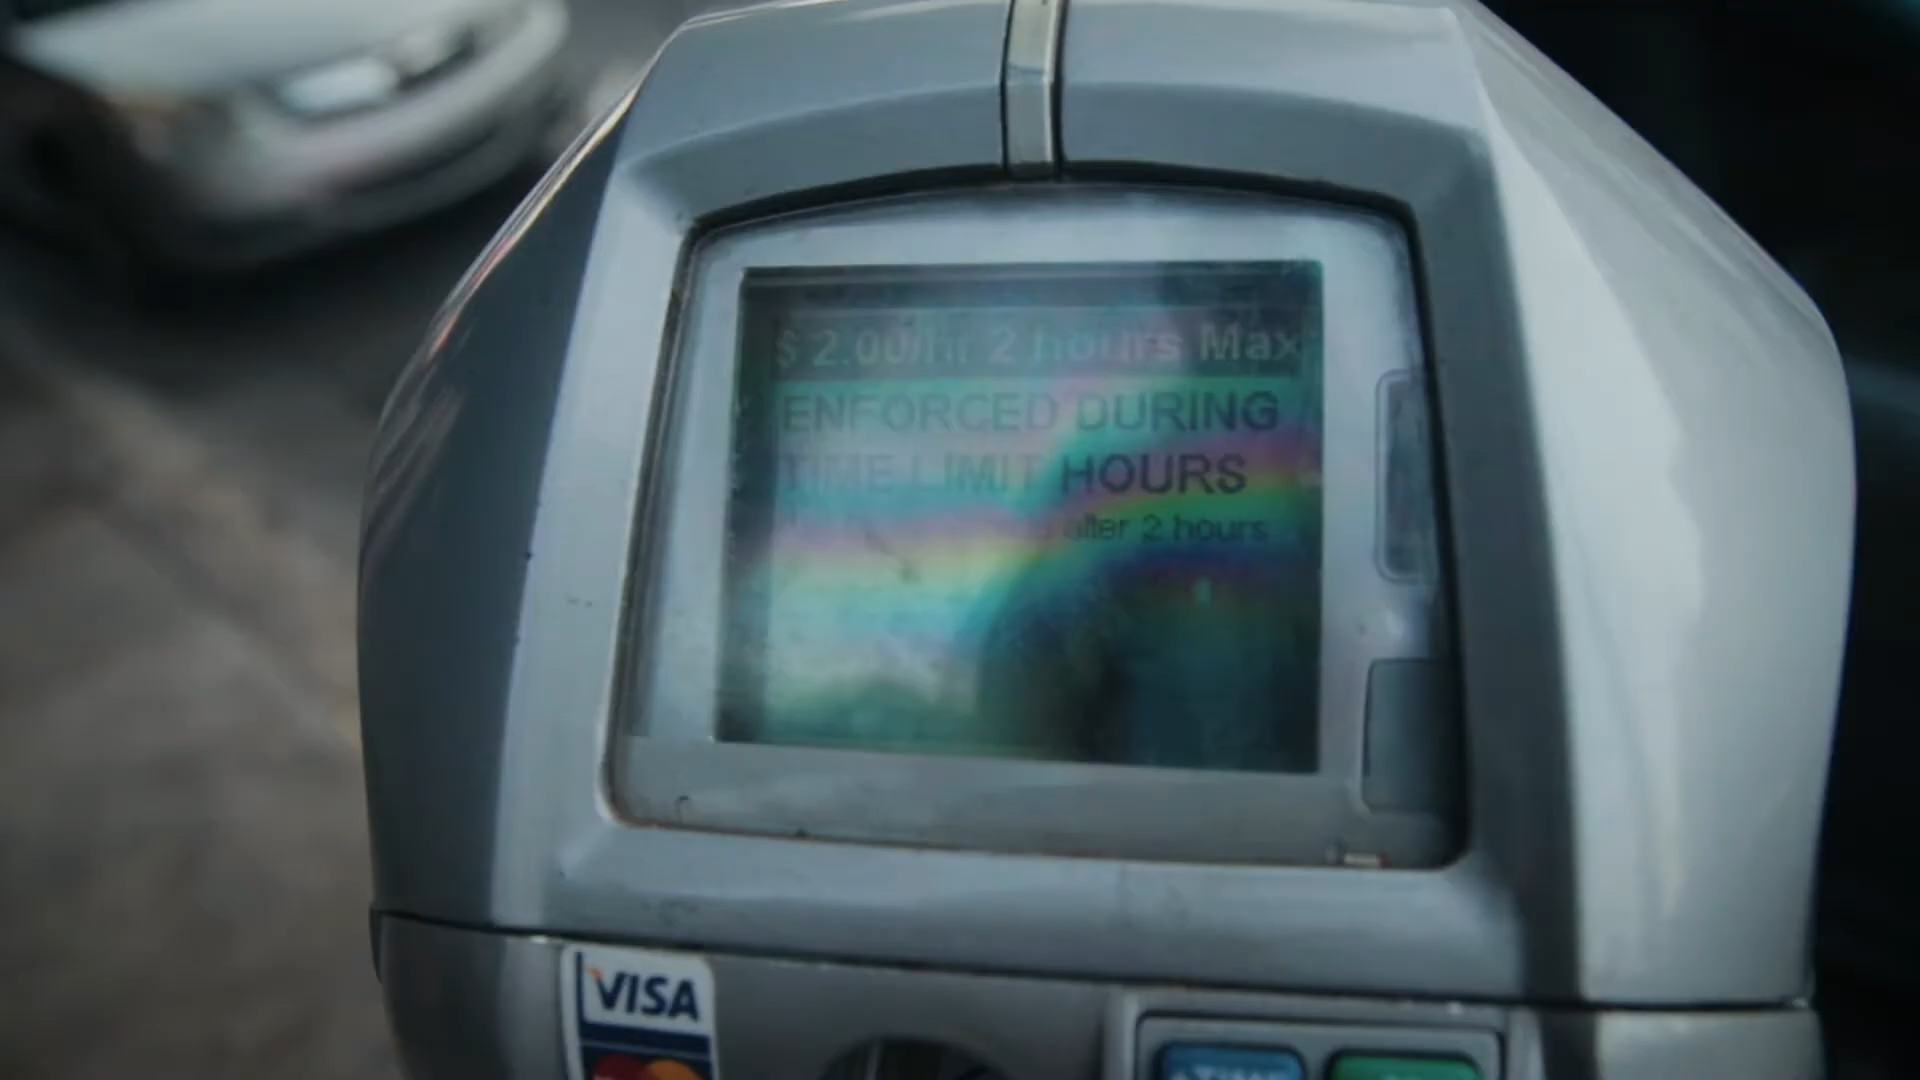 $ 2.00/hr 2 hours Max
ENFORCED DURING
TIME LIMIT HOURS
after 2 hours
VISA